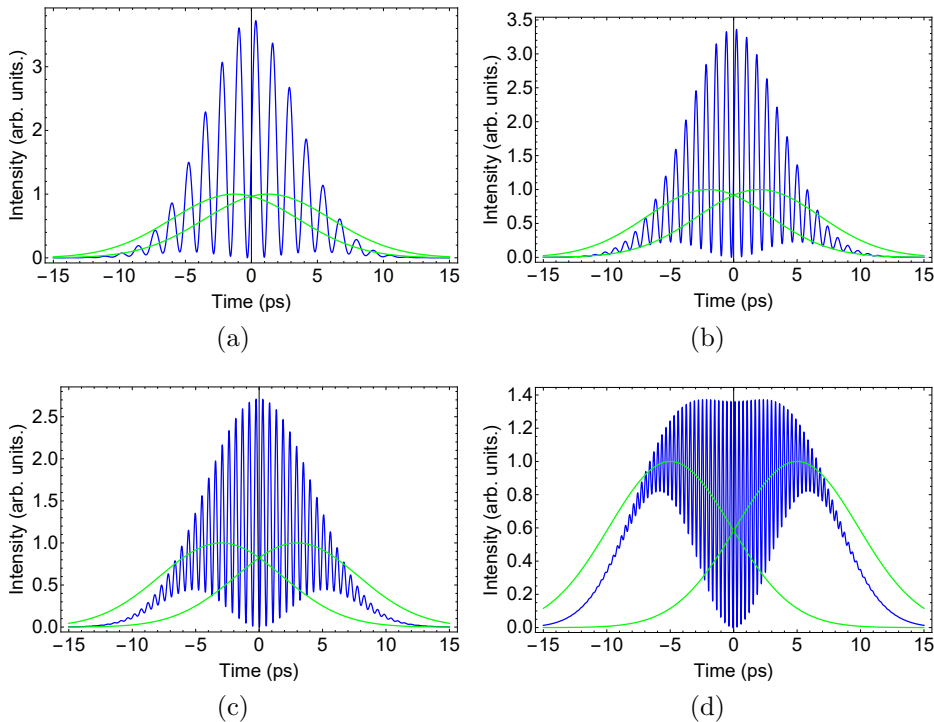 3
2
1
0
Intensity (arb. units.)
−15 −10 −5 0 5 10 15
Time (ps)
(a)
3.5
3.0
2.5
2.0
1.5
1.0
0.5
0.0
Intensity (arb. units.)
−15 −10 −5 0 5 10 15
Time (ps)
(b)
2.5
2.0
1.5
1.0
0.5
0.0
Intensity (arb. units.)
−15 −10 −5 0 5 10 15
Time (ps)
(c)
1.4
1.2
1.0
0.8
0.6
0.4
0.2
0.0
Intensity (arb. units.)
−15 −10 −5 0 5 10 15
Time (ps)
(d)